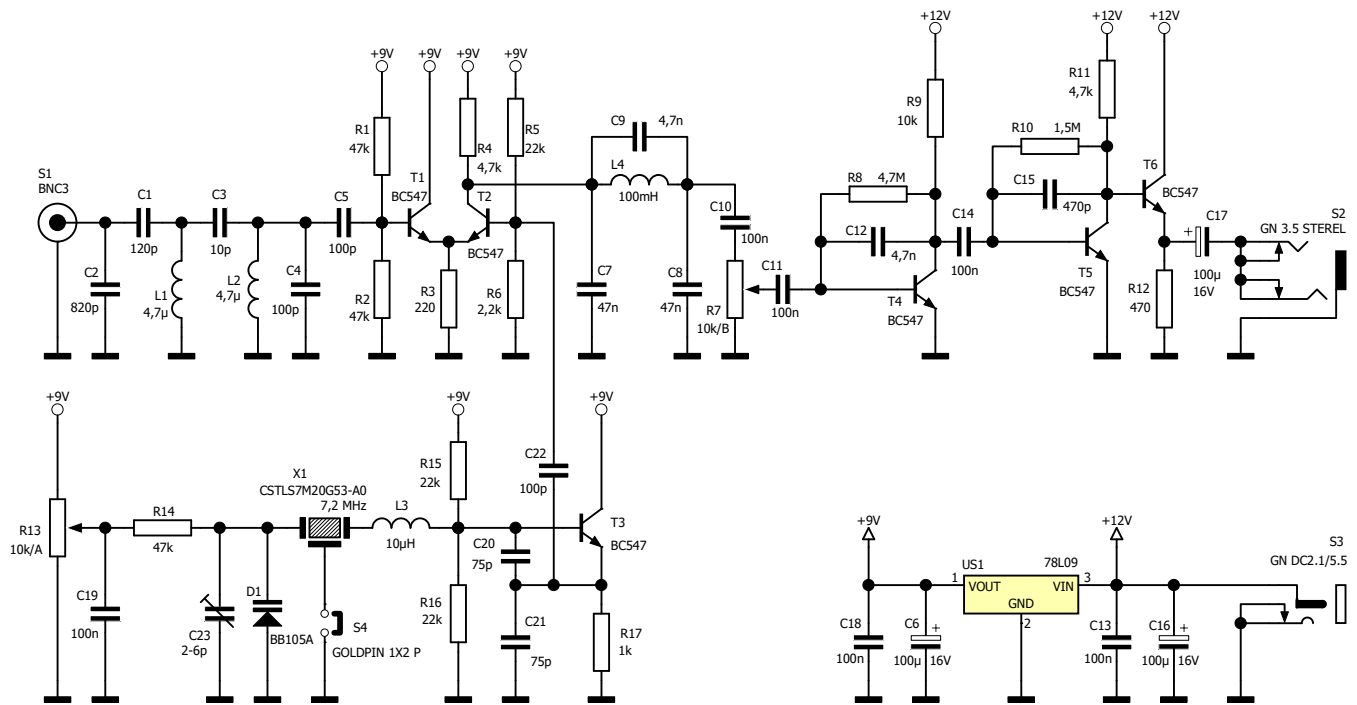 +12V
+12V
+12V
+9V
+9V
+9V
+9V
R1
47k
R4
4,7k
R5
22k
C9
4,7n
L4
100mH
R9
10k
R11
4,7k
R10
1,5M
S1
BNC3
C1
120p
C3
10p
C5
100p
T1
BC547
T2
BC547
C10
100n
R8
4,7M
C12
4,7n
C14
100n
C15
470p
T6
BC547
C17
+
100µ
16V
S2
GN 3.5 STEREL
C2
820p
L1
4,7µ
L2
4,7µ
C4
100p
R2
47k
R3
220
R6
2,2k
C7
47n
C8
47n
R7
10k/B
C11
100n
T4
BC547
T5
BC547
R12
470
+9V
+9V
+9V
R13
10k/A
R14
47k
X1
CSTLS7M20G53-A0
7,2 MHz
L3
10µH
R15
22k
C22
100p
T3
BC547
C20
75p
C19
100n
C23
2-6p
D1
BB105A
S4
GOLDPIN 1X2 P
R16
22k
C21
75p
R17
1k
+9V
+12V
US1
78L09
1
VOUT
VIN
3
GND
2
S3
GN DC2.1/5.5
C18
100n
C6
+
100µ
16V
C13
100n
C16
+
100µ
16V